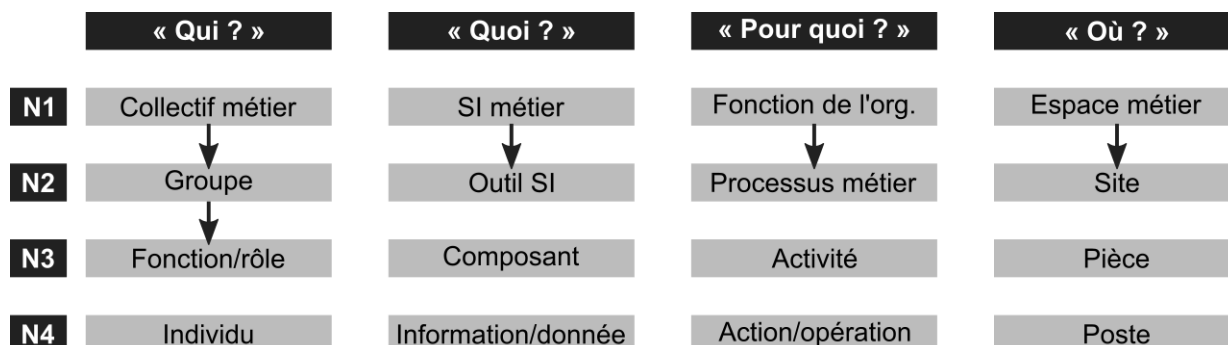 « Qui ? » « Quoi ? » « Pour quoi ? » « Où ? »
N1 Collectif métier SI métier Fonction de l'org. Espace métier
N2 Groupe Outil SI Processus métier Site
N3 Fonction/rôle Composant Activité Pièce
N4 Individu Information/donnée Action/opération Poste